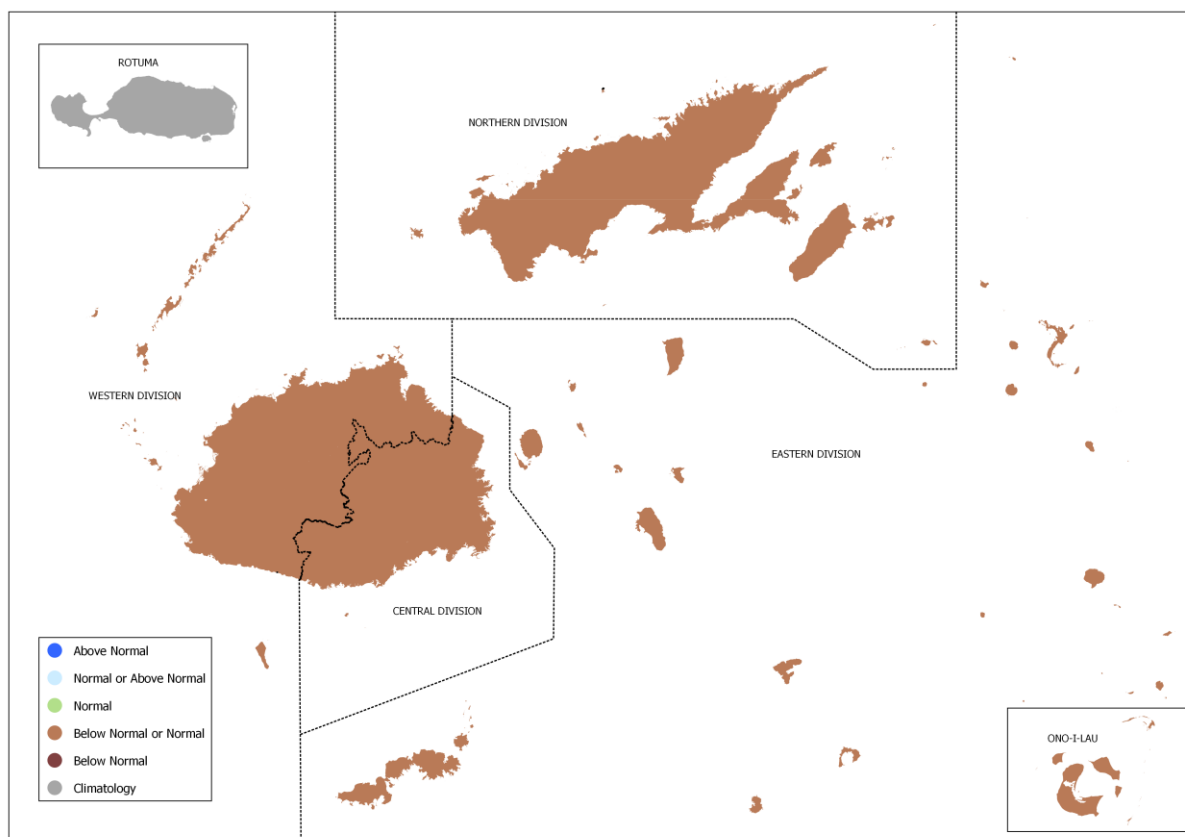 ROTUMA
NORTHERN DIVISION
WESTERN DIVISION
EASTERN DIVISION
CENTRAL DIVISION
Above Normal
Normal or Above Normal
Normal
Below Normal or Normal
Below Normal
Climatology
ONO-I-LAU